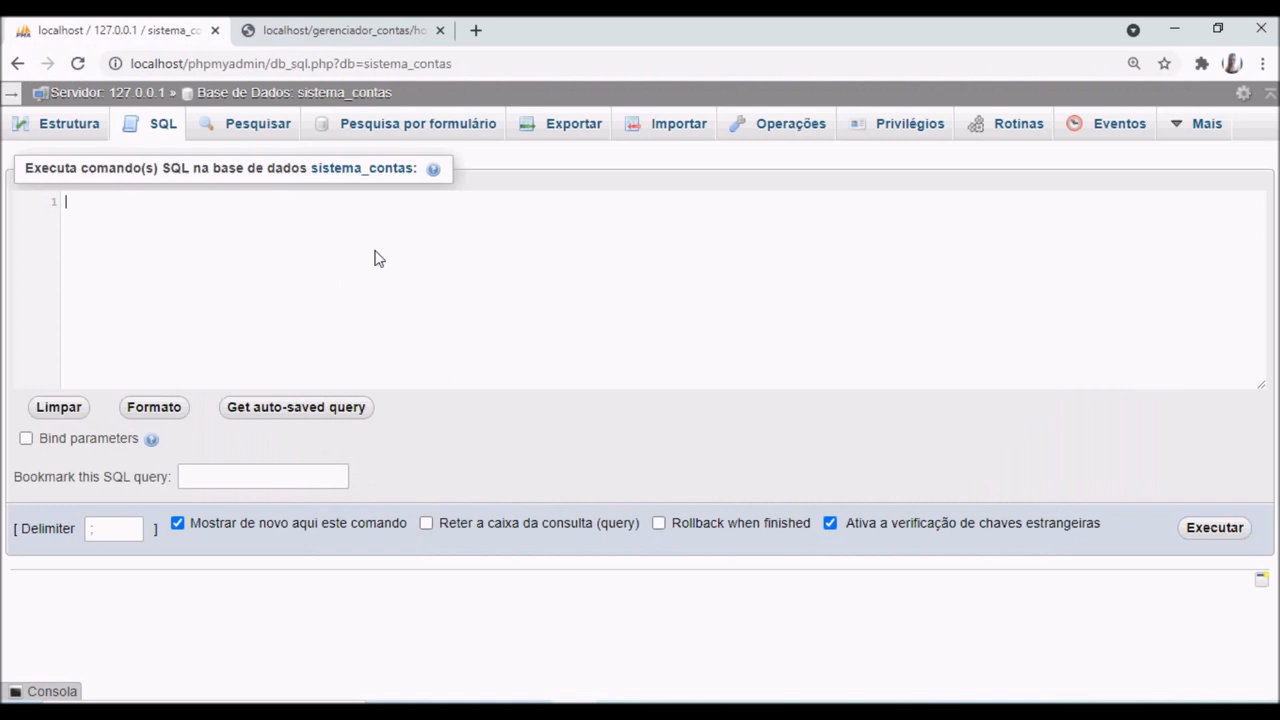 localhost / 127.0.0.1 / sistema_co
localhost/gerenciador_contas/ho
localhost/phpmyadmin/db_sql.php?db=sistema_contas
Servidor: 127.0.0.1 » Base de Dados: sistema_contas
Estrutura SQL Pesquisar Pesquisa por formulário Exportar Importar Operações Privilégios Rotinas Eventos Mais
Executa comando(s) SQL na base de dados sistema_contas:
1
Limpar Formato Get auto-saved query
Bind parameters
Bookmark this SQL query:
[ Delimiter ; ] Mostrar de novo aqui este comando Reter a caixa da consulta (query) Rollback when finished Ativa a verificação de chaves estrangeiras Executar
Consola